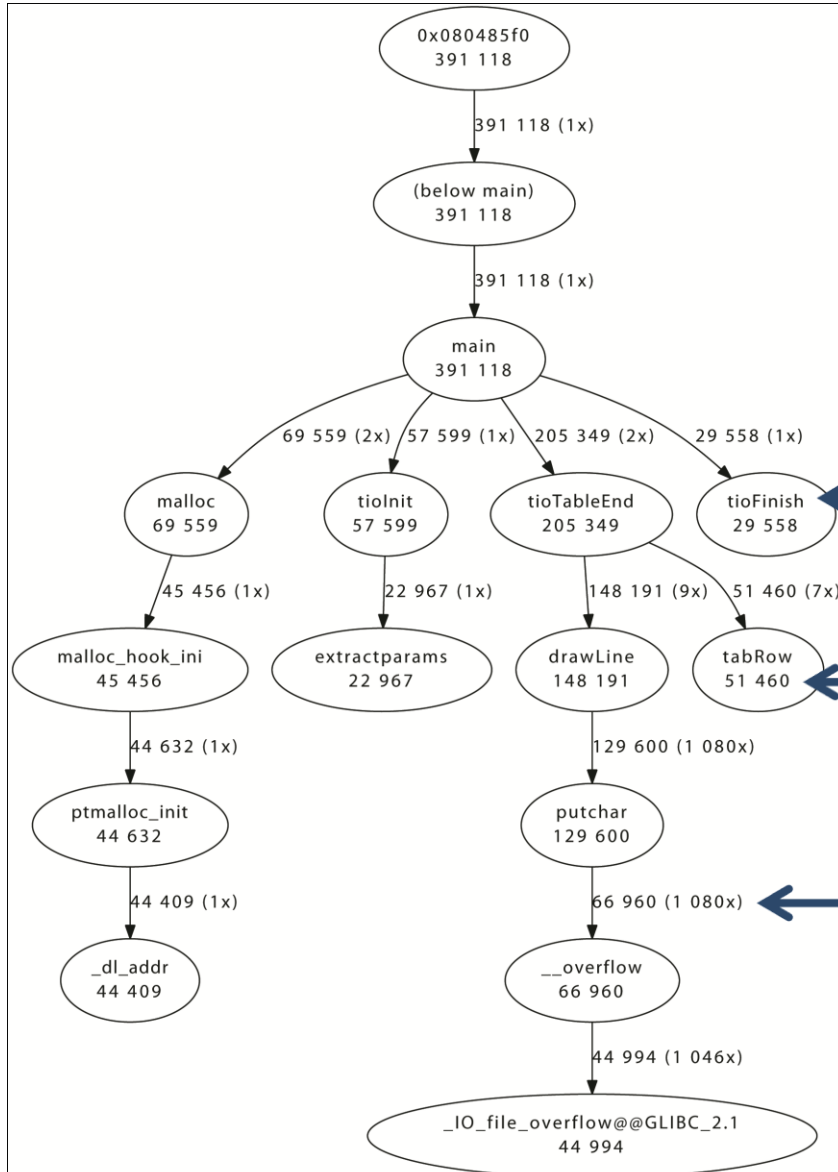 0x080485f0
391 118
391 118 (1x)
(below main)
391 118
391 118 (1x)
main
391 118
69 559 (2x)
57 599 (1x)
205 349 (2x)
29 558 (1x)
malloc
69 559
tioInit
57 599
tioTableEnd
205 349
tioFinish
29 558
45 456 (1x)
22 967 (1x)
148 191 (9x)
51 460 (7x)
malloc_hook_ini
45 456
extractparams
22 967
drawLine
148 191
tabRow
51 460
44 632 (1x)
129 600 (1 080x)
ptmalloc_init
44 632
putchar
129 600
44 409 (1x)
66 960 (1 080x)
_dl_addr
44 409
__overflow
66 960
44 994 (1 046x)
_IO_file_overflow@@GLIBC_2.1
44 994